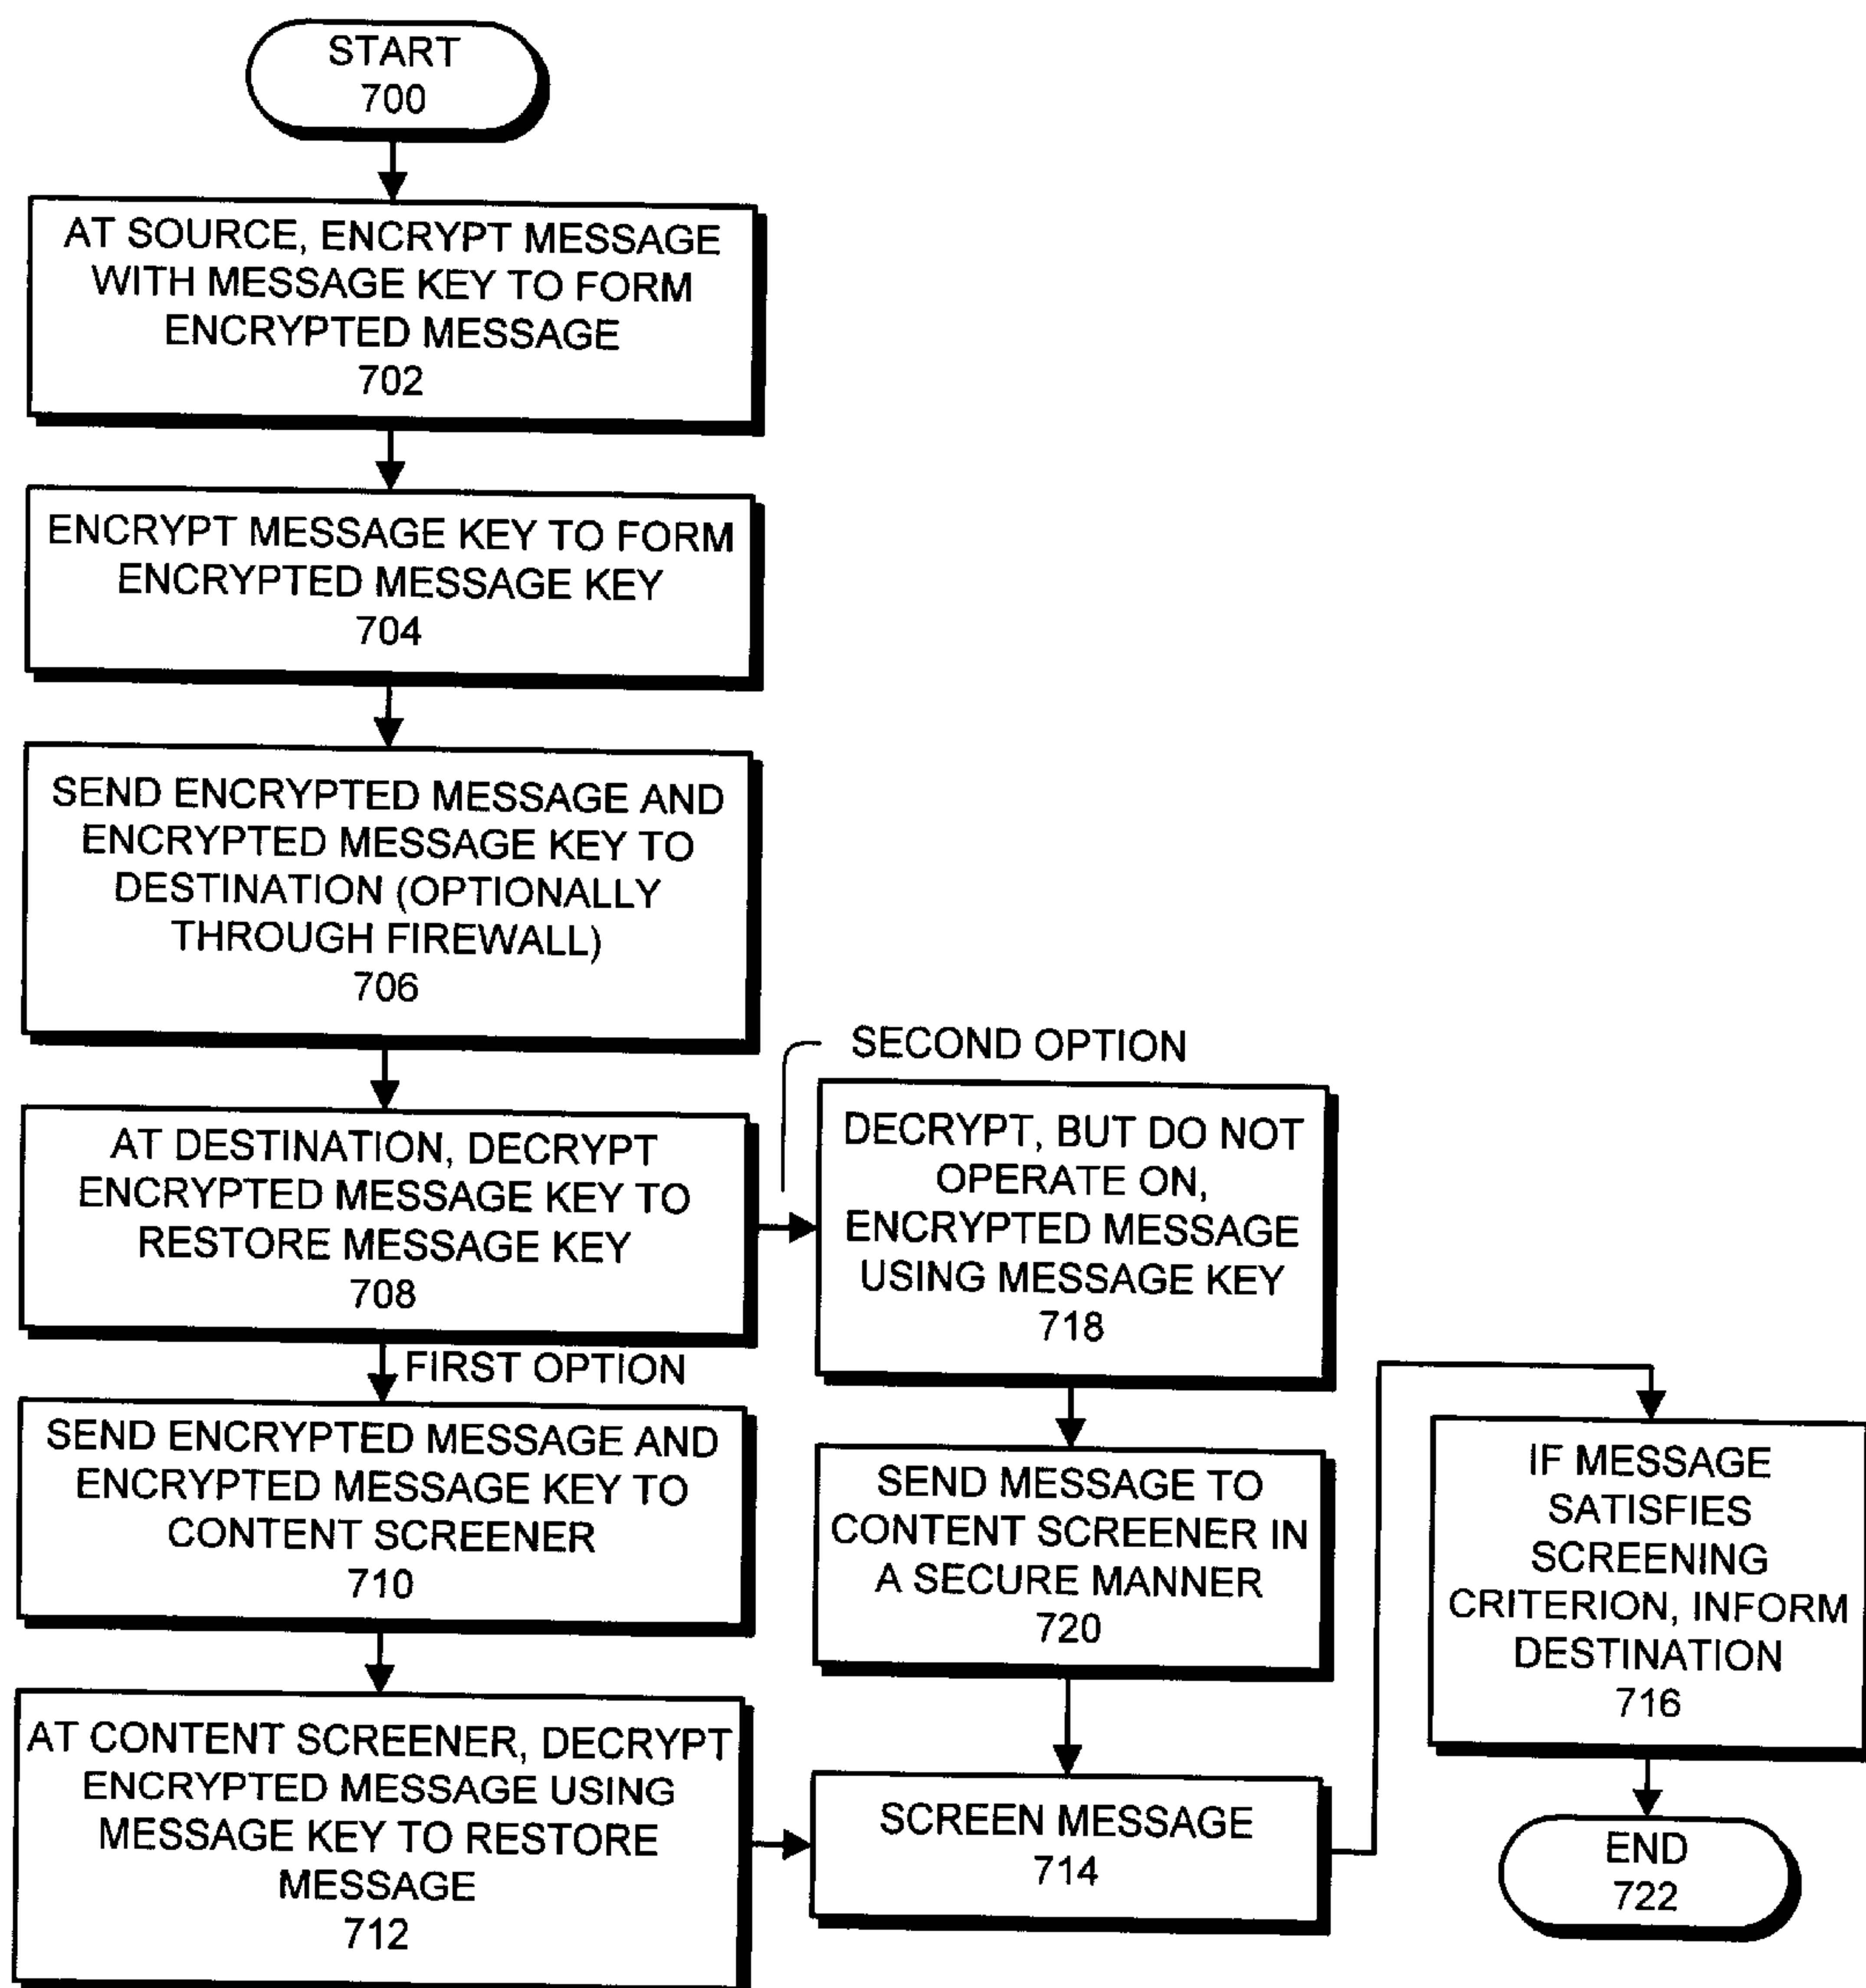 START
700
AT SOURCE, ENCRYPT MESSAGE
WITH MESSAGE KEY TO FORM
ENCRYPTED MESSAGE
702
ENCRYPT MESSAGE KEY TO FORM
ENCRYPTED MESSAGE KEY
704
SEND ENCRYPTED MESSAGE AND
ENCRYPTED MESSAGE KEY TO
DESTINATION (OPTIONALLY
THROUGH FIREWALL)
706
AT DESTINATION, DECRYPT
ENCRYPTED MESSAGE KEY TO
RESTORE MESSAGE KEY
708
FIRST OPTION
SEND ENCRYPTED MESSAGE AND
ENCRYPTED MESSAGE KEY TO
CONTENT SCREENER
710
AT CONTENT SCREENER, DECRYPT
ENCRYPTED MESSAGE USING
MESSAGE KEY TO RESTORE
MESSAGE
712
SECOND OPTION
DECRYPT, BUT DO NOT
OPERATE ON,
ENCRYPTED MESSAGE
USING MESSAGE KEY
718
SEND MESSAGE TO
CONTENT SCREENER IN
A SECURE MANNER
720
SCREEN MESSAGE
714
IF MESSAGE
SATISFIES
SCREENING
CRITERION, INFORM
DESTINATION
716
END
722